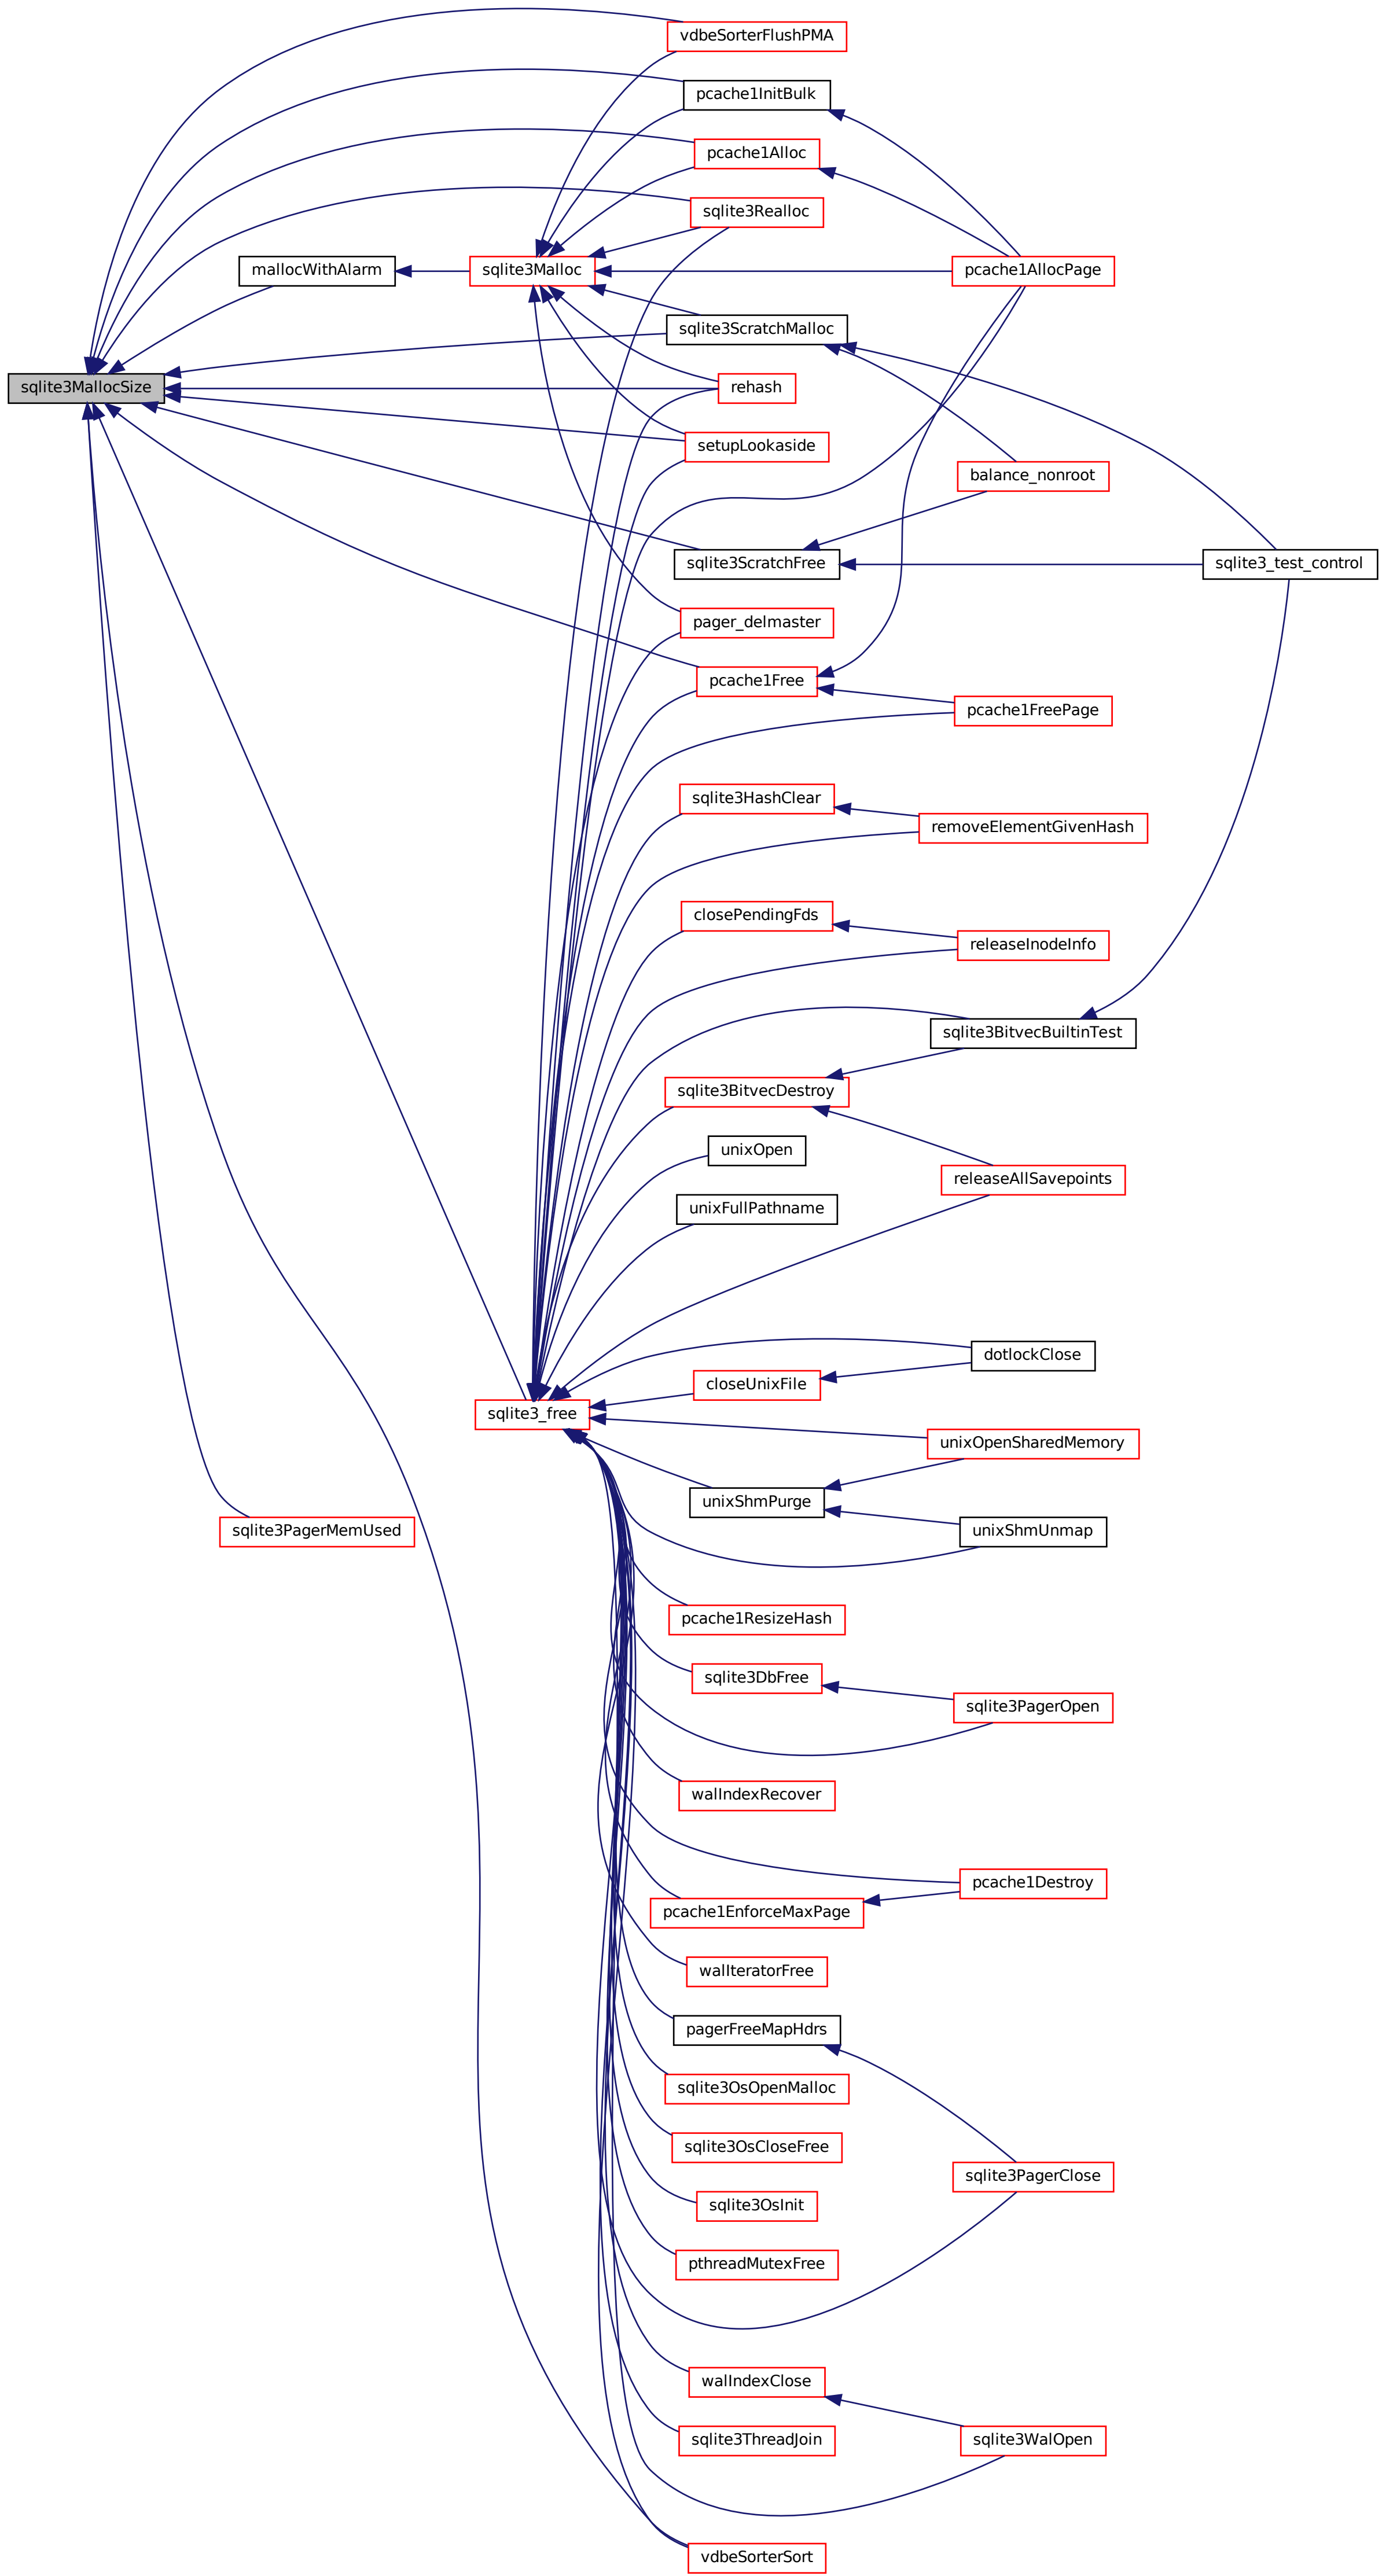 vdbeSorterFlushPMA
pcache1InitBulk
pcache1Alloc
sqlite3Realloc
mallocWithAlarm
sqlite3Malloc
pcache1AllocPage
sqlite3ScratchMalloc
sqlite3MallocSize
rehash
setupLookaside
balance_nonroot
sqlite3ScratchFree
sqlite3_test_control
pager_delmaster
pcache1Free
pcache1FreePage
sqlite3HashClear
removeElementGivenHash
closePendingFds
releaseInodeInfo
sqlite3BitvecBuiltinTest
sqlite3BitvecDestroy
unixOpen
releaseAllSavepoints
unixFullPathname
dotlockClose
closeUnixFile
sqlite3_free
unixOpenSharedMemory
unixShmPurge
sqlite3PagerMemUsed
unixShmUnmap
pcache1ResizeHash
sqlite3DbFree
sqlite3PagerOpen
walIndexRecover
pcache1Destroy
pcache1EnforceMaxPage
walIteratorFree
pagerFreeMapHdrs
sqlite3OsOpenMalloc
sqlite3OsCloseFree
sqlite3PagerClose
sqlite3OsInit
pthreadMutexFree
walIndexClose
sqlite3ThreadJoin
sqlite3WalOpen
vdbeSorterSort